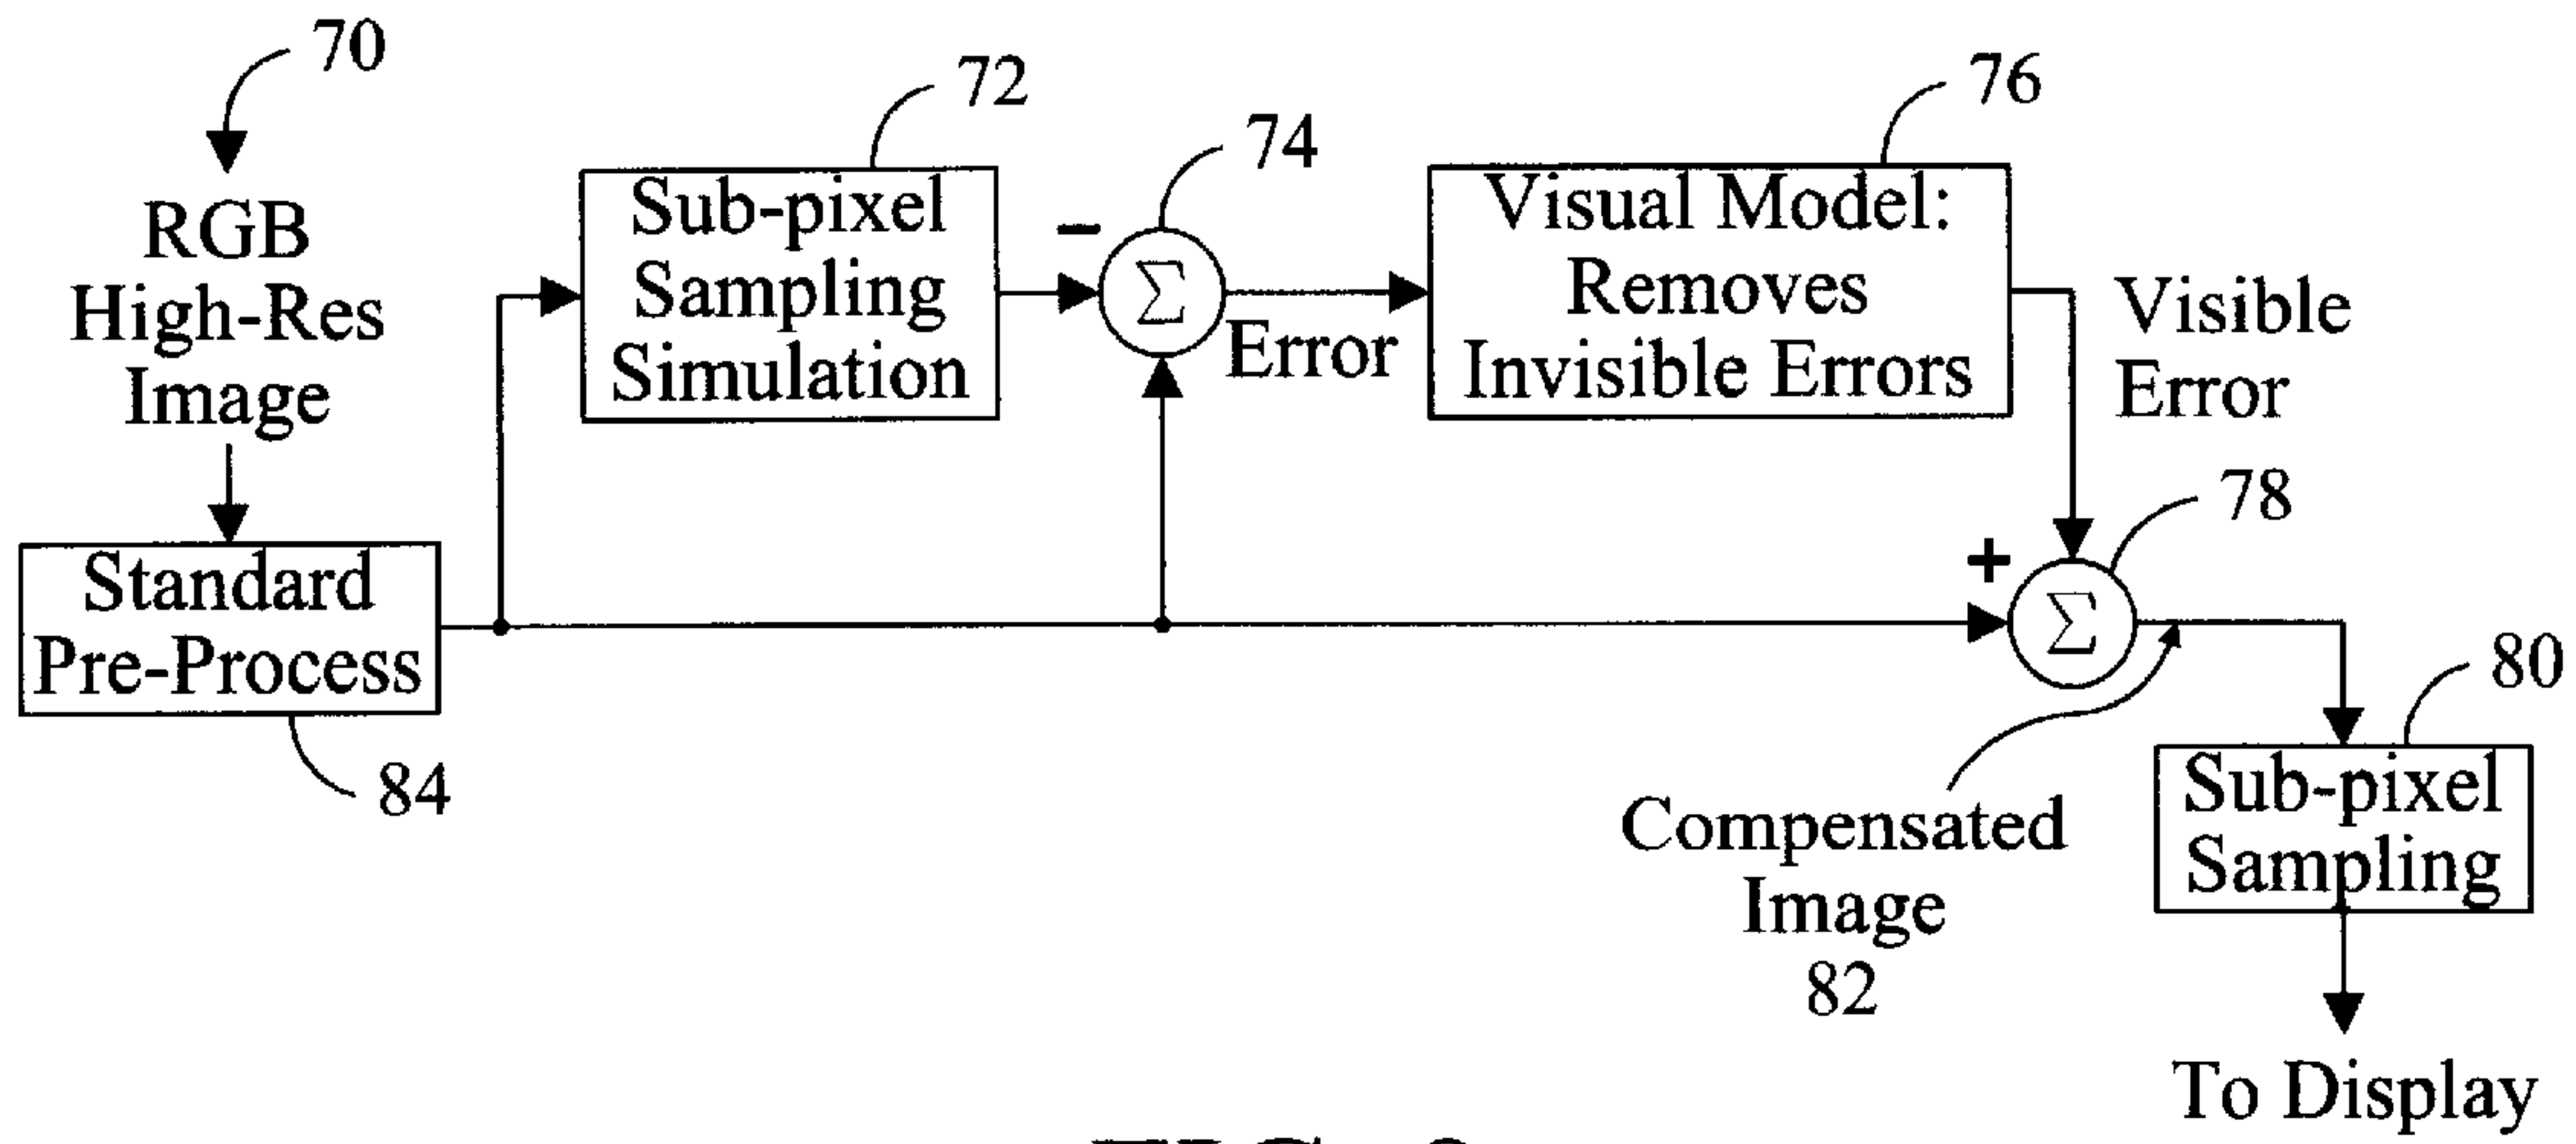 70
RGB
High-Res
Image
Standard
Pre-Process
84
72
Sub-pixel
Sampling
Simulation
74
−
Σ
Error
76
Visual Model:
Removes
Invisible Errors
Visible
Error
78
+
Σ
Compensated
Image
82
80
Sub-pixel
Sampling
To Display